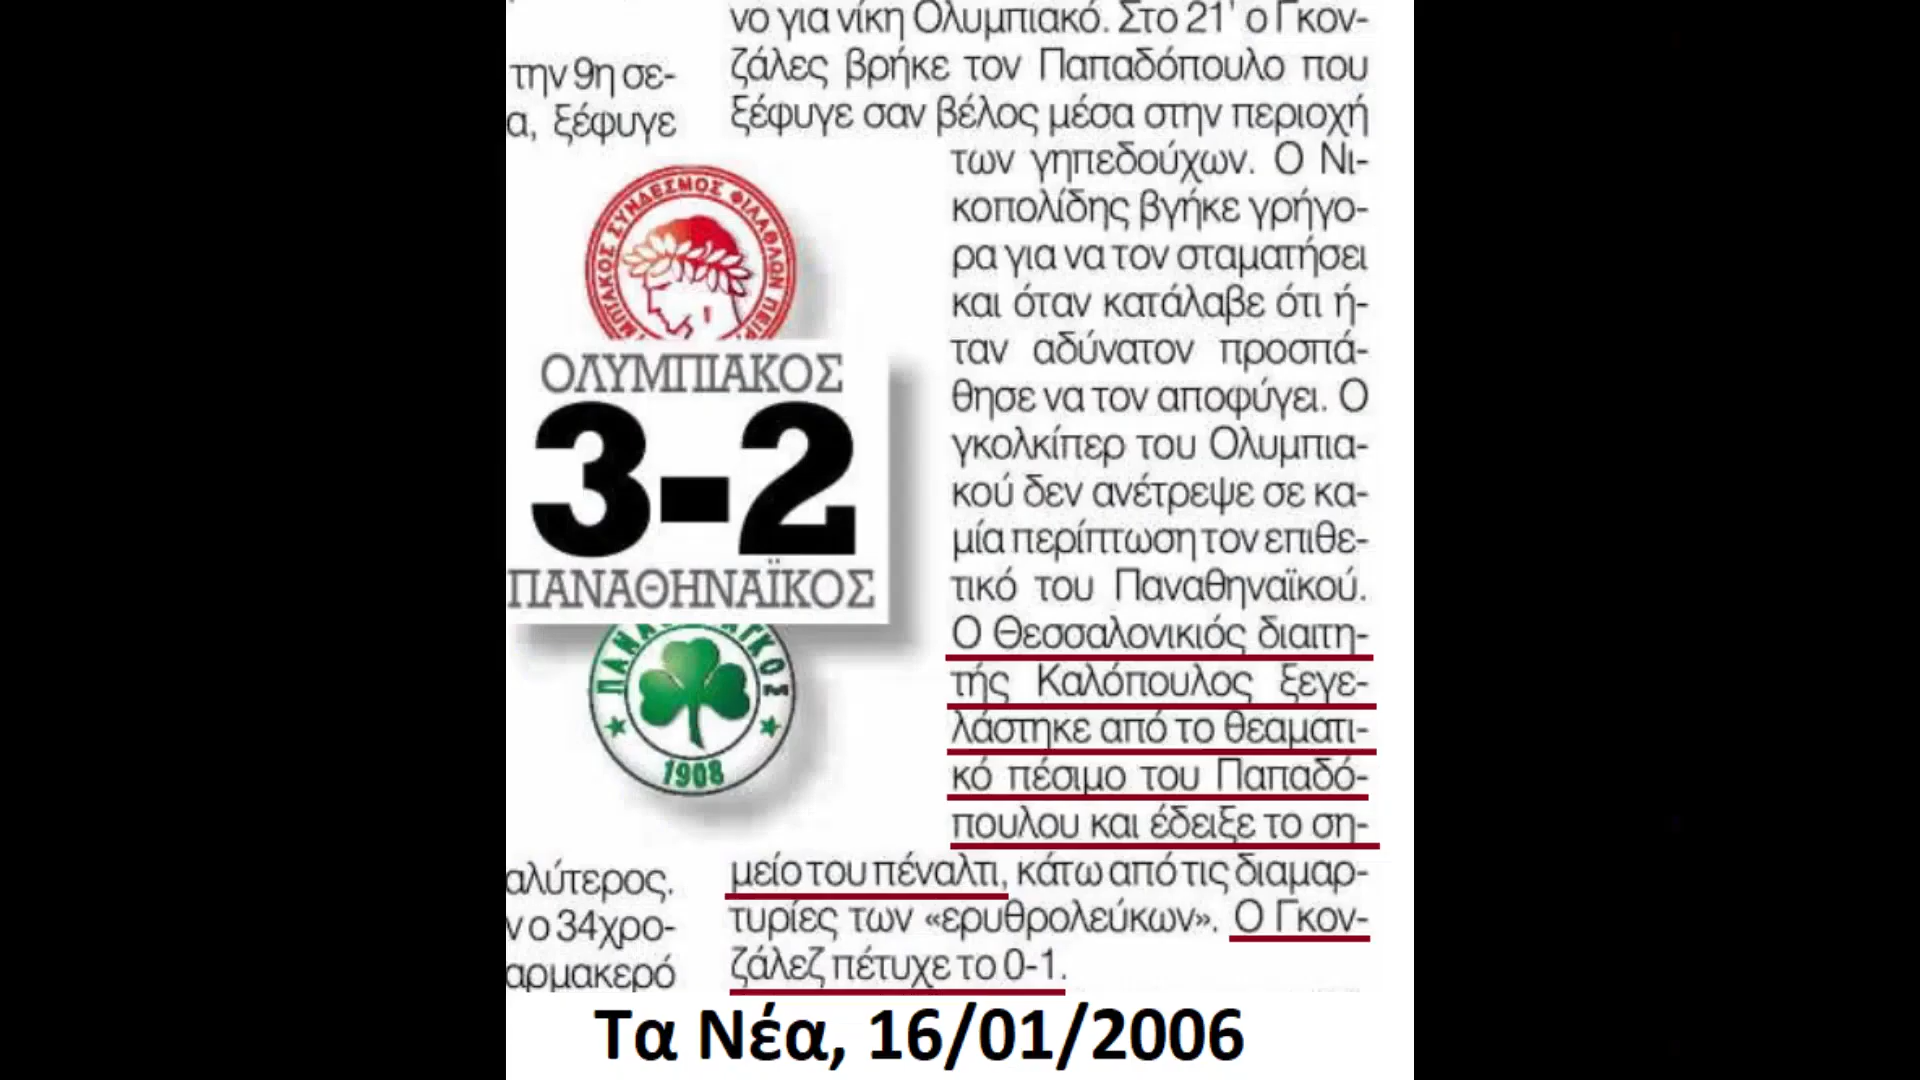 την 9η σε-
α, ξέφυγε
ΣΥΝΔΕΣΜΟΣ ΦΙΛΑΘΛΩΝ ΠΕΙΡ
ΟΛΥΜΠΙΑΚΟΣ
3-2
ΠΑΝΑΘΗΝΑΪΚΟΣ
1908
αλύτερος.
ν ο 34χρο-
αρμακερό
νο για νίκη Ολυμπιακό. Στο 21' ο Γκον-
ζάλες βρήκε τον Παπαδόπουλο που
ξέφυγε σαν βέλος μέσα στην περιοχή
των γηπεδούχων. Ο Νι-
κοπολίδης βγήκε γρήγο-
ρα για να τον σταματήσει
και όταν κατάλαβε ότι ή-
ταν αδύνατον προσπά-
θησε να τον αποφύγει. Ο
γκολκίπερ του Ολυμπια-
κού δεν ανέτρεψε σε κα-
μία περίπτωση τον επιθε-
τικό του Παναθηναϊκού.
Ο Θεσσαλονικιός διαιτη-
τής Καλόπουλος ξεγε-
λάστηκε από το θεαματι-
κό πέσιμο του Παπαδό-
πουλου και έδειξε το ση-
μείο του πέναλτι, κάτω από τις διαμαρ-
τυρίες των «ερυθρολεύκων». Ο Γκον-
ζάλεζ πέτυχε το 0-1.
Τα Νέα, 16/01/2006